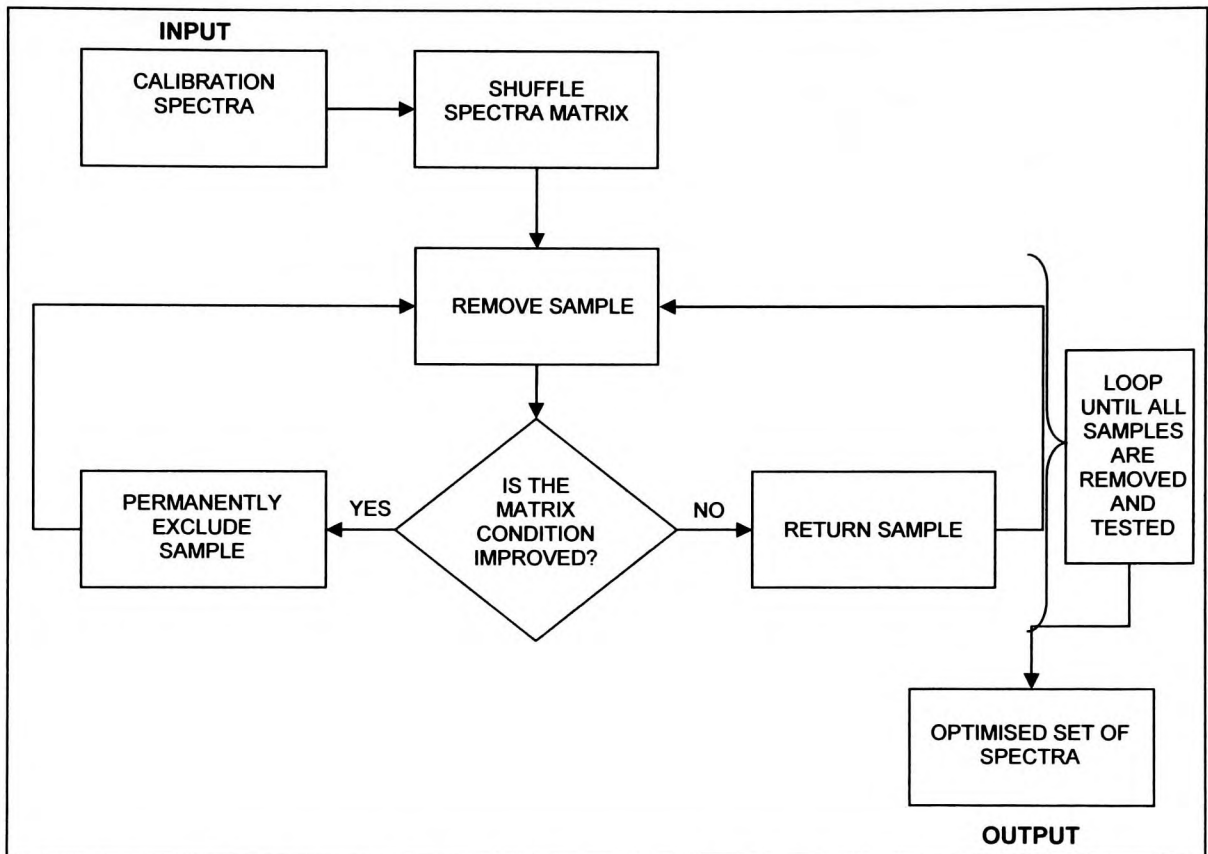 INPUT
CALIBRATION
SPECTRA
SHUFFLE
SPECTRA MATRIX
REMOVE SAMPLE
IS THE
MATRIX
CONDITION
IMPROVED?
YES
PERMANENTLY
EXCLUDE
SAMPLE
NO
RETURN SAMPLE
LOOP
UNTIL ALL
SAMPLES
ARE
REMOVED
AND
TESTED
OPTIMISED SET OF
SPECTRA
OUTPUT